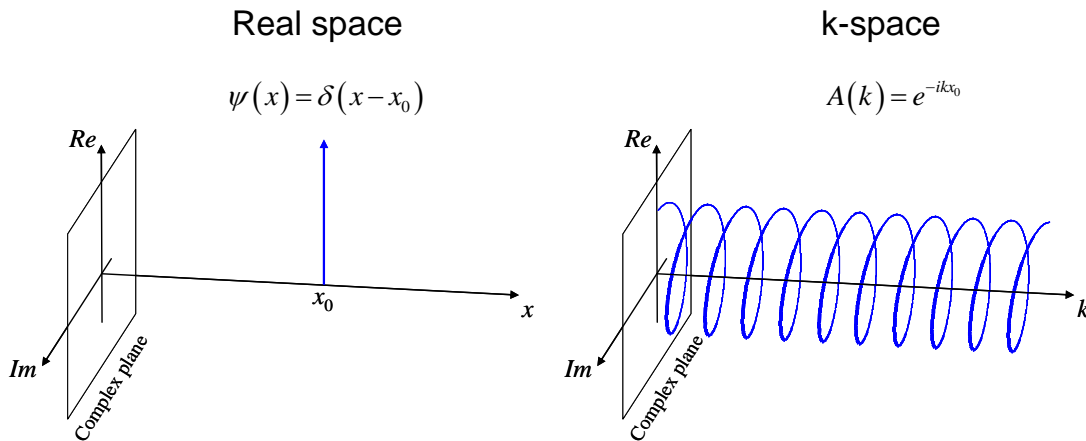 Real space
ψ(x) = δ(x − x₀)
Re
Im
Complex plane
x₀
x
k-space
A(k) = e^{−ikx₀}
Re
Im
Complex plane
k